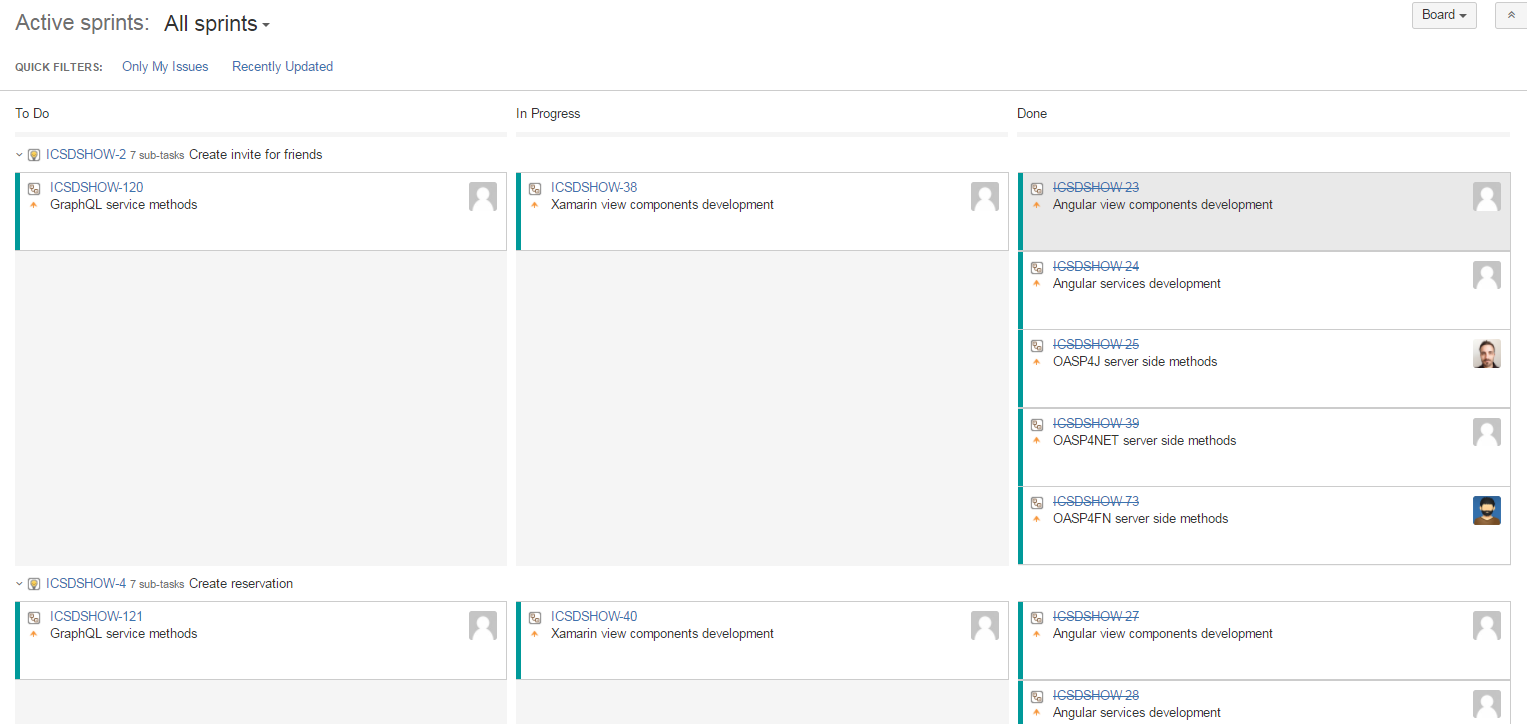 Active sprints: All sprints
Board
QUICK FILTERS: Only My Issues Recently Updated
To Do In Progress Done
ICSDSHOW-2 7 sub-tasks Create invite for friends
ICSDSHOW-120
GraphQL service methods
ICSDSHOW-38
Xamarin view components development
ICSDSHOW-23
Angular view components development
ICSDSHOW-24
Angular services development
ICSDSHOW-25
OASP4J server side methods
ICSDSHOW-39
OASP4NET server side methods
ICSDSHOW-73
OASP4FN server side methods
ICSDSHOW-4 7 sub-tasks Create reservation
ICSDSHOW-121
GraphQL service methods
ICSDSHOW-40
Xamarin view components development
ICSDSHOW-27
Angular view components development
ICSDSHOW-28
Angular services development